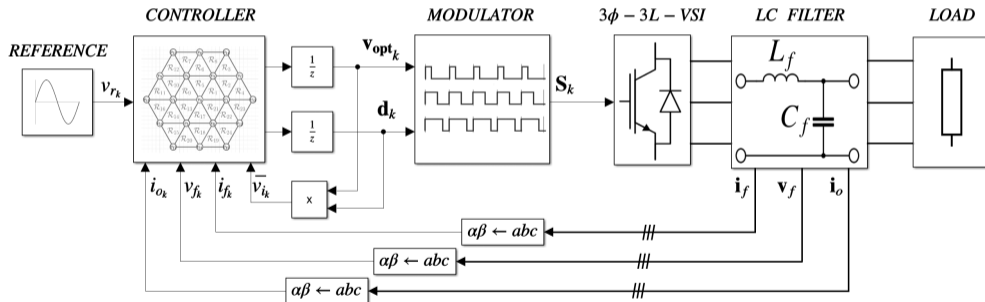 CONTROLLER
MODULATOR
3ϕ − 3L − VSI
LC FILTER
LOAD
REFERENCE
v_{r_k}
1/z
v_{opt_k}
1/z
d_k
S_k
L_f
C_f
x
i_{o_k}
v_{f_k}
i_{f_k}
\bar{v}_{i_k}
i_f
v_f
i_o
αβ ← abc
αβ ← abc
αβ ← abc